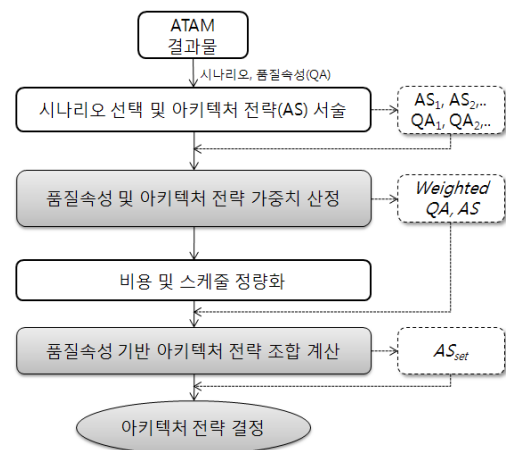 ATAM
결과물
시나리오, 품질속성(QA)
시나리오 선택 및 아키텍처 전략(AS) 서술
AS₁, AS₂,..
QA₁, QA₂,..
품질속성 및 아키텍처 전략 가중치 산정
Weighted
QA, AS
비용 및 스케줄 정량화
품질속성 기반 아키텍처 전략 조합 계산
ASset
아키텍처 전략 결정